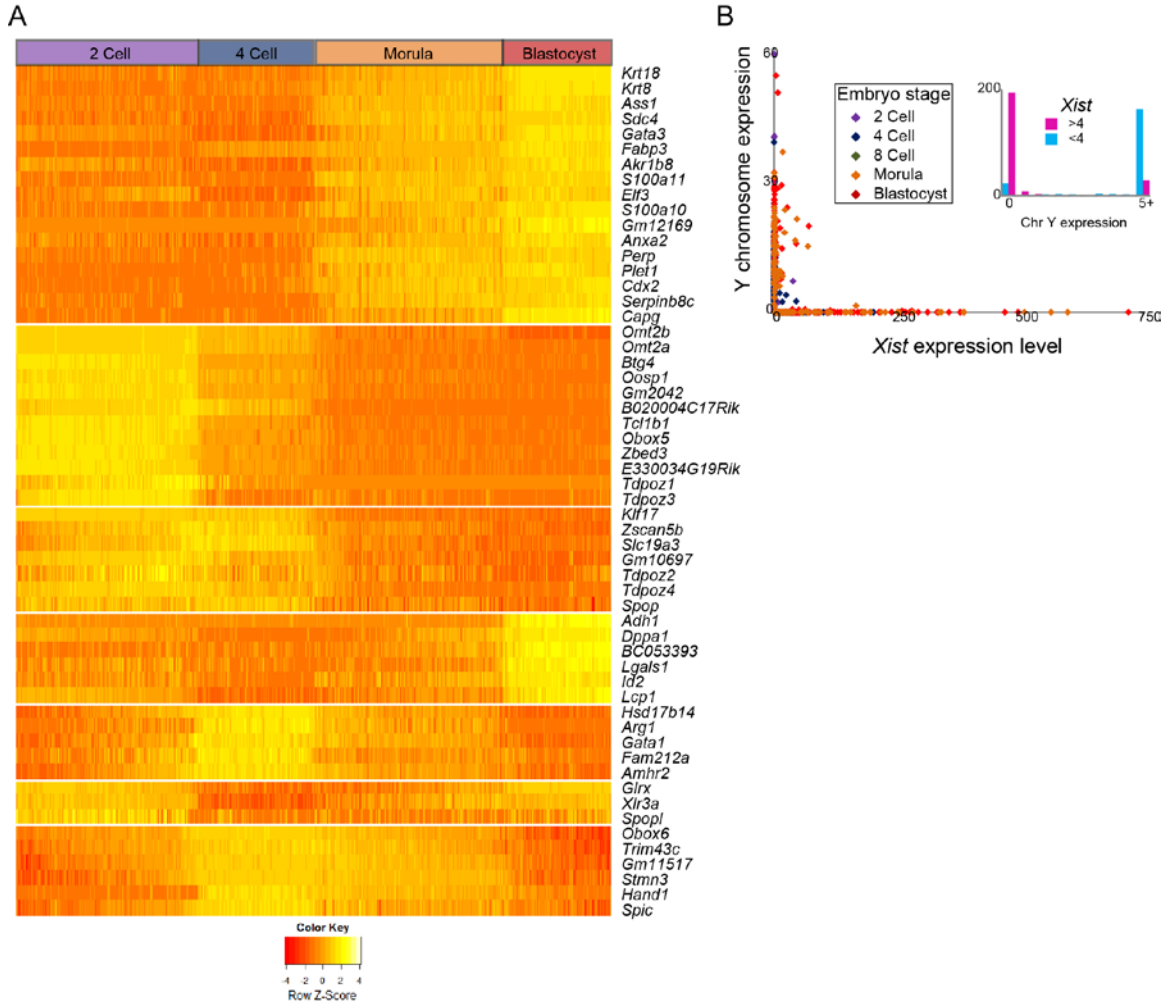 A
2 Cell 4 Cell Morula Blastocyst
Krt18
Krt8
Ass1
Sdc4
Gata3
Fabp3
Akr1b8
S100a11
Elf3
S100a10
Gm12169
Anxa2
Perp
Plet1
Cdx2
Serpinb8c
Capg
Omt2b
Omt2a
Btg4
Oosp1
Gm2042
B020004C17Rik
Tcl1b1
Obox5
Zbed3
E330034G19Rik
Tdpoz1
Tdpoz3
Klf17
Zscan5b
Slc19a3
Gm10697
Tdpoz2
Tdpoz4
Spop
Adh1
Dppa1
BC053393
Lgals1
Id2
Lcp1
Hsd17b14
Arg1
Gata1
Fam212a
Amhr2
Glrx
Xlr3a
Spopl
Obox6
Trim43c
Gm11517
Stmn3
Hand1
Spic
Color Key
-4 -2 0 2 4
Row Z-Score
B
Y chromosome expression
60
30
0
0 250 500 750
Xist expression level
Embryo stage
2 Cell
4 Cell
8 Cell
Morula
Blastocyst
200
0
Xist
>4
<4
0 5+
Chr Y expression